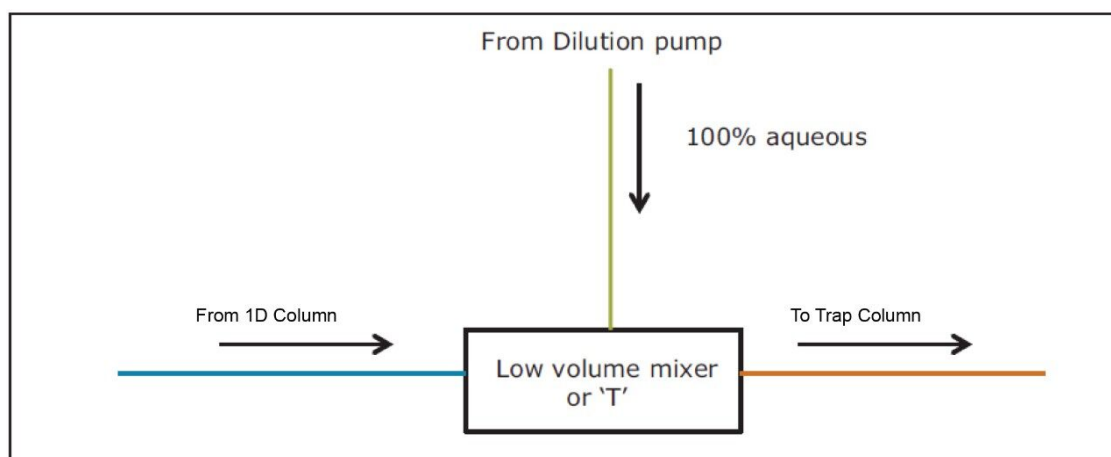 From Dilution pump
100% aqueous
From 1D Column
To Trap Column
Low volume mixer
or ‘T’